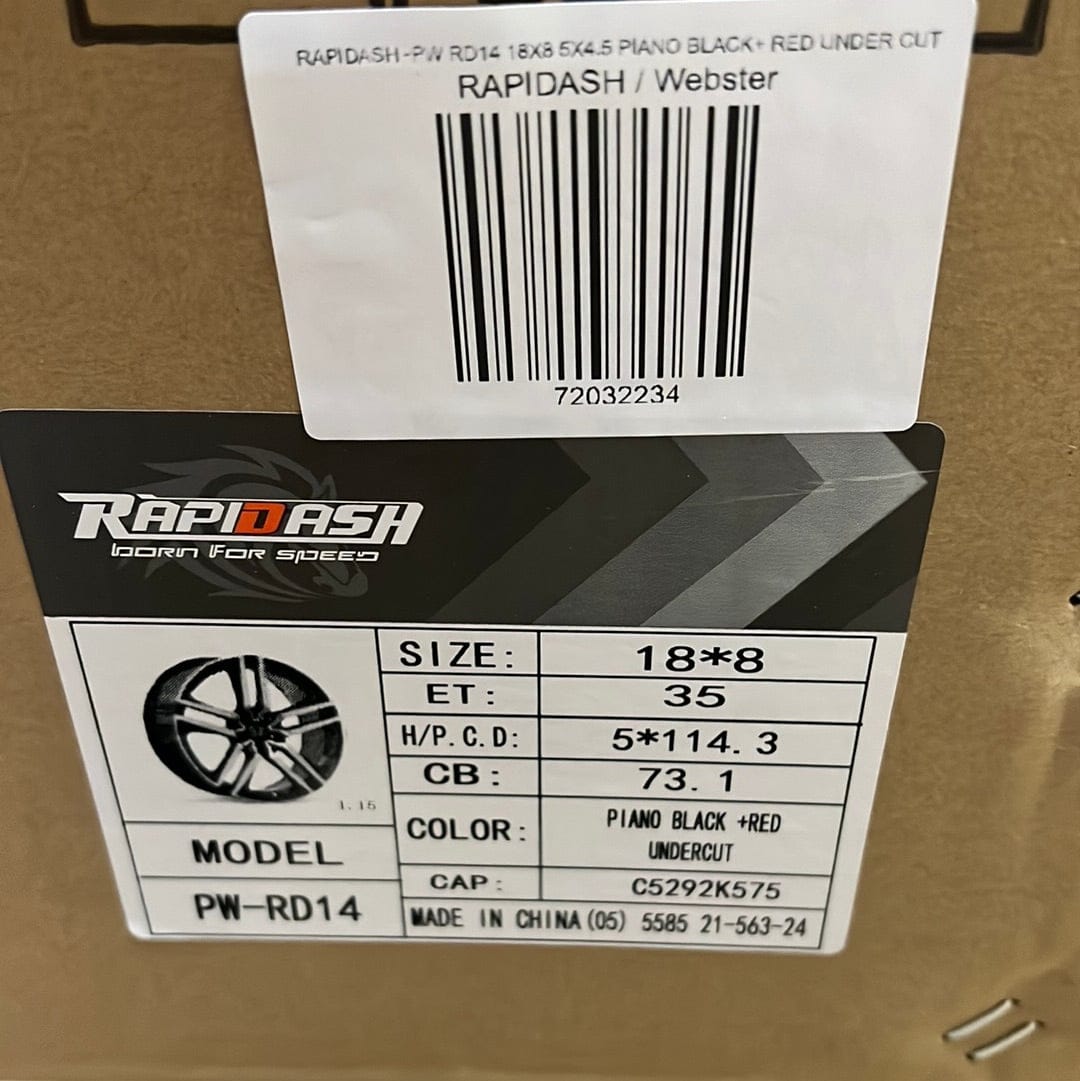 RAPIDASH-PW RD14 18X8 5X4.5 PIANO BLACK+ RED UNDER CUT
RAPIDASH / Webster
72032234
RAPIDASH
BORN FOR SPEED
SIZE: 18*8
ET: 35
H/P.C.D: 5*114.3
CB: 73.1
1.15
COLOR: PIANO BLACK +RED
UNDERCUT
MODEL
CAP: C5292K575
PW-RD14
MADE IN CHINA(05) 5585 21-563-24